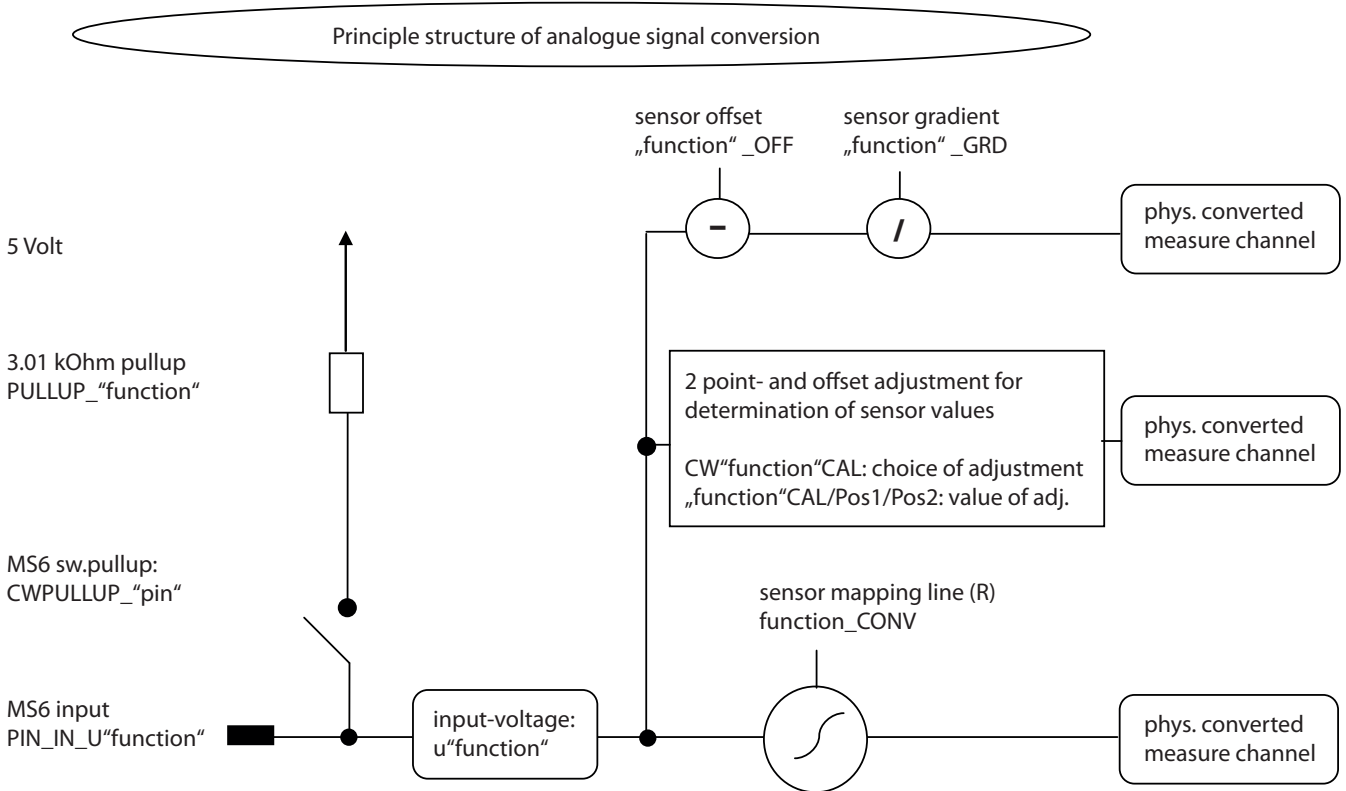 Principle structure of analogue signal conversion
sensor offset
„function“ _OFF
sensor gradient
„function“ _GRD
–
/
phys. converted
measure channel
5 Volt
3.01 kOhm pullup
PULLUP_“function“
2 point- and offset adjustment for
determination of sensor values
CW“function“CAL: choice of adjustment
„function“CAL/Pos1/Pos2: value of adj.
phys. converted
measure channel
MS6 sw.pullup:
CWPULLUP_“pin“
sensor mapping line (R)
function_CONV
MS6 input
PIN_IN_U“function“
input-voltage:
u“function“
phys. converted
measure channel